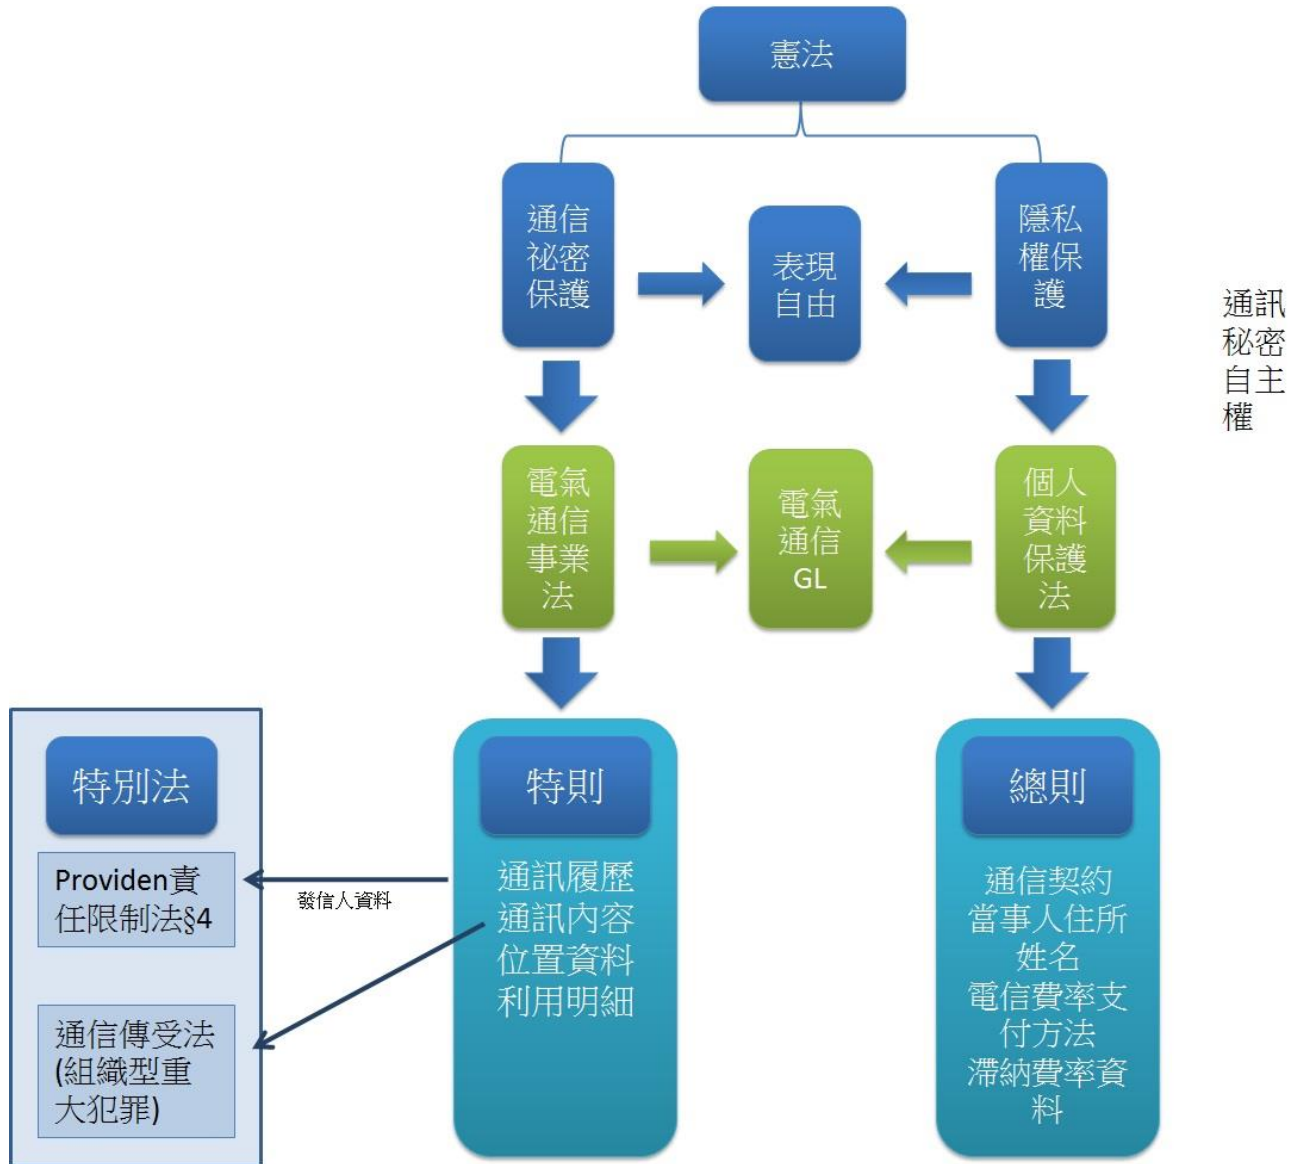 憲法
通信
祕密
保護
表現
自由
隱私
權保
護
通訊
秘密
自主
權
電氣
通信
事業
法
電氣
通信
GL
個人
資料
保護
法
特別法
Providen責
任限制法§4
通信傳受法
(組織型重
大犯罪)
發信人資料
特則
通訊履歷
通訊內容
位置資料
利用明細
總則
通信契約
當事人住所
姓名
電信費率支
付方法
滯納費率資
料